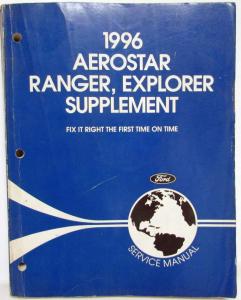 1996
AEROSTAR
RANGER, EXPLORER
SUPPLEMENT
FIX IT RIGHT THE FIRST TIME ON TIME
Ford
SERVICE MANUAL